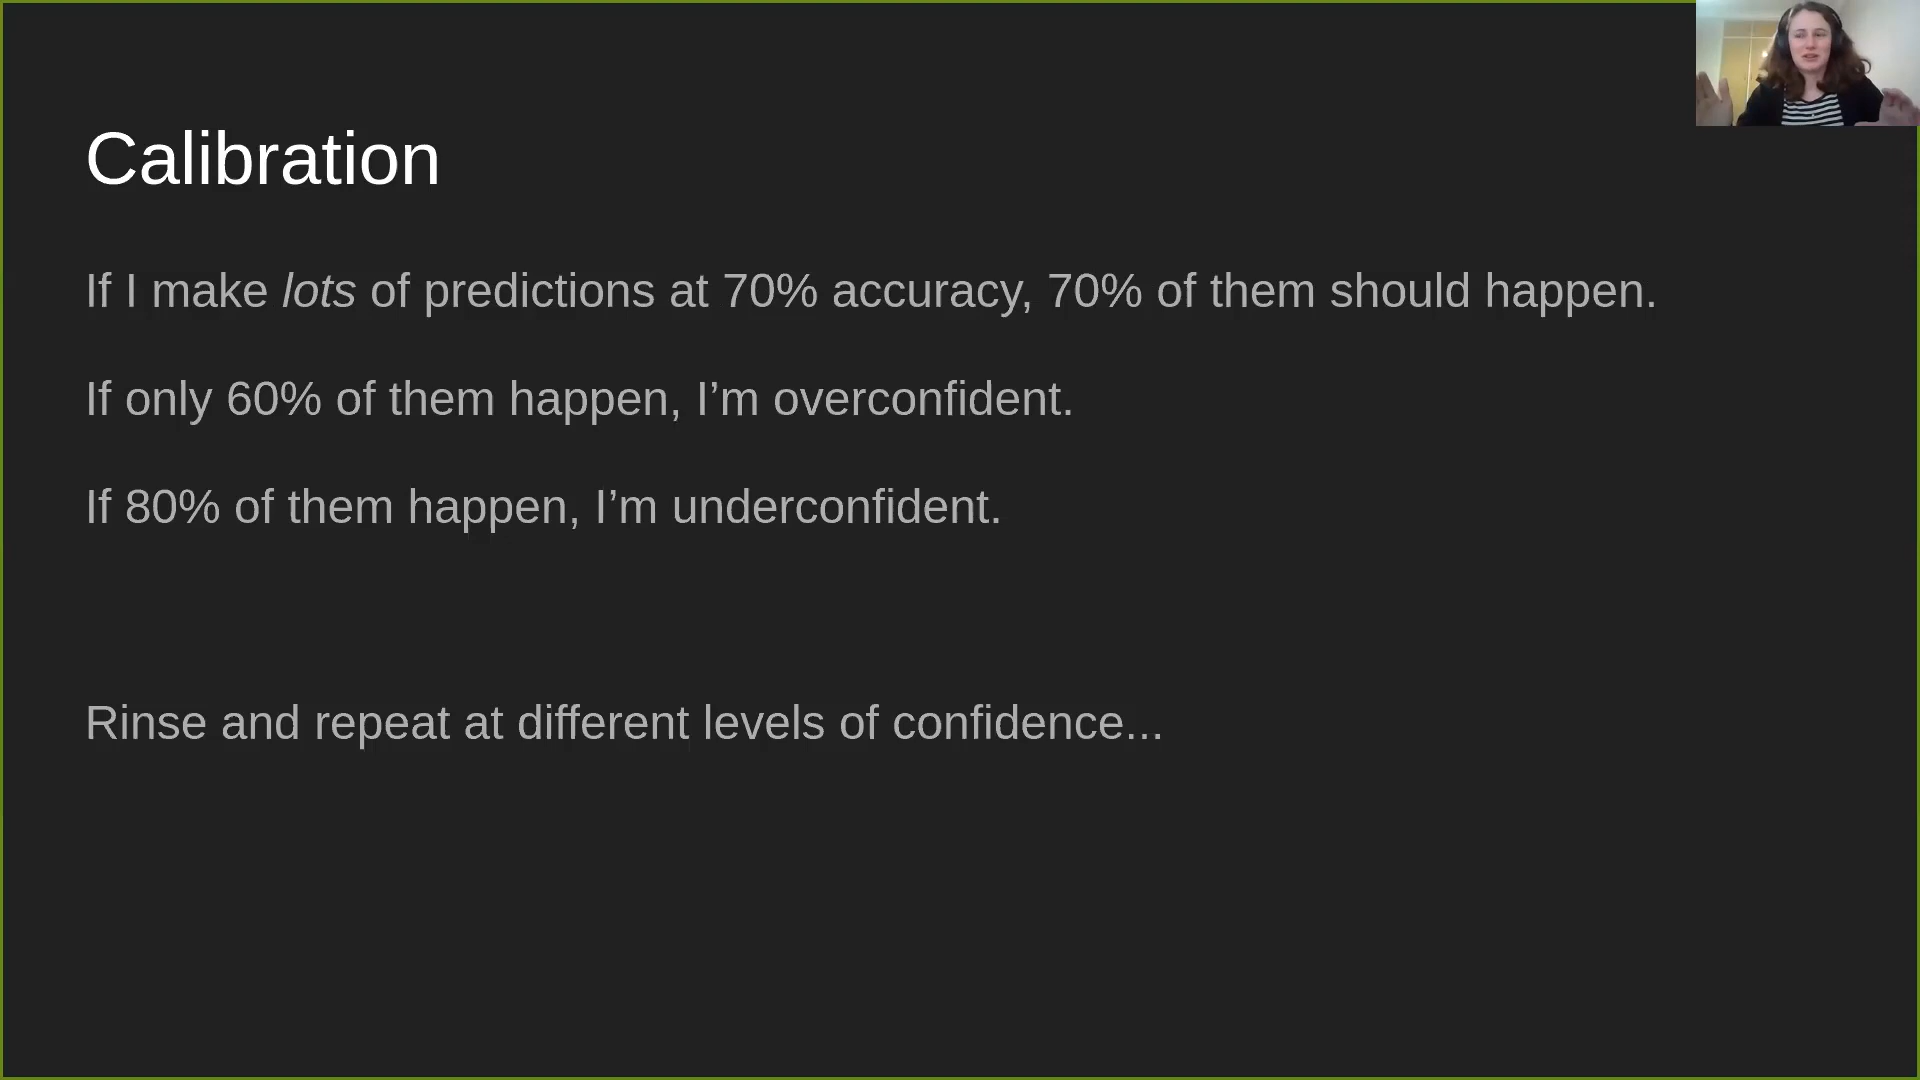 Calibration
If I make lots of predictions at 70% accuracy, 70% of them should happen.
If only 60% of them happen, I’m overconfident.
If 80% of them happen, I’m underconfident.
Rinse and repeat at different levels of confidence...